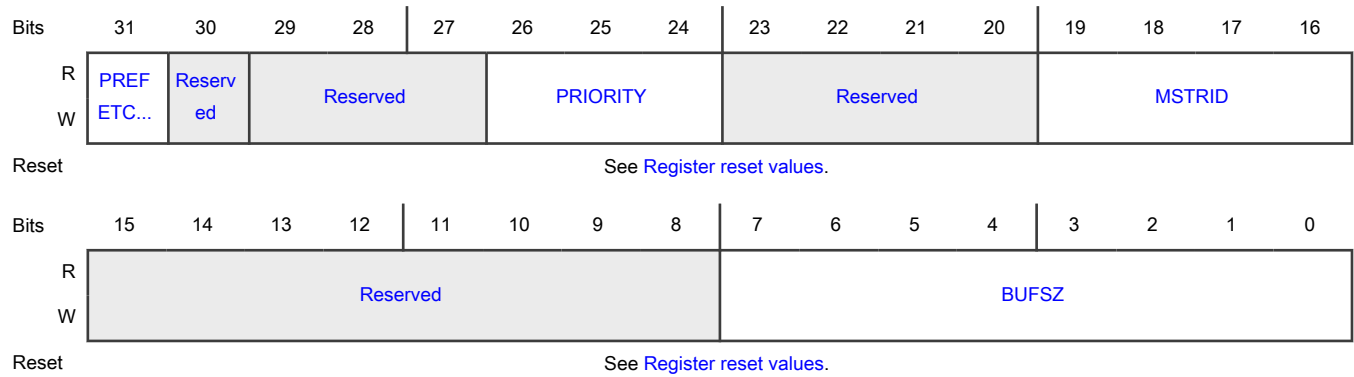 Bits 31 30 29 28 27 26 25 24 23 22 21 20 19 18 17 16
R
W
PREF
ETC...
Reserv
ed
Reserved
PRIORITY
Reserved
MSTRID
Reset See Register reset values.
Bits 15 14 13 12 11 10 9 8 7 6 5 4 3 2 1 0
R
W
Reserved
BUFSZ
Reset See Register reset values.